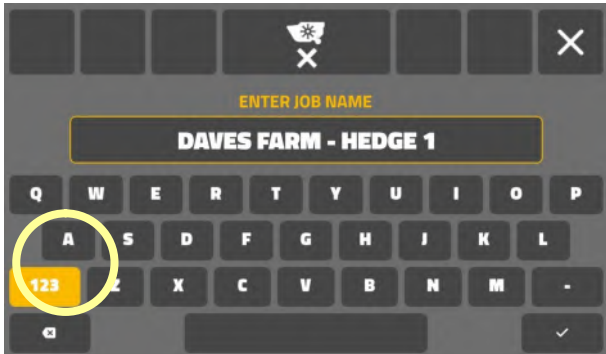 ENTER JOB NAME
DAVES FARM - HEDGE 1
Q W E R T Y U I O P
A S D F G H J K L
123 Z X C V B N M -